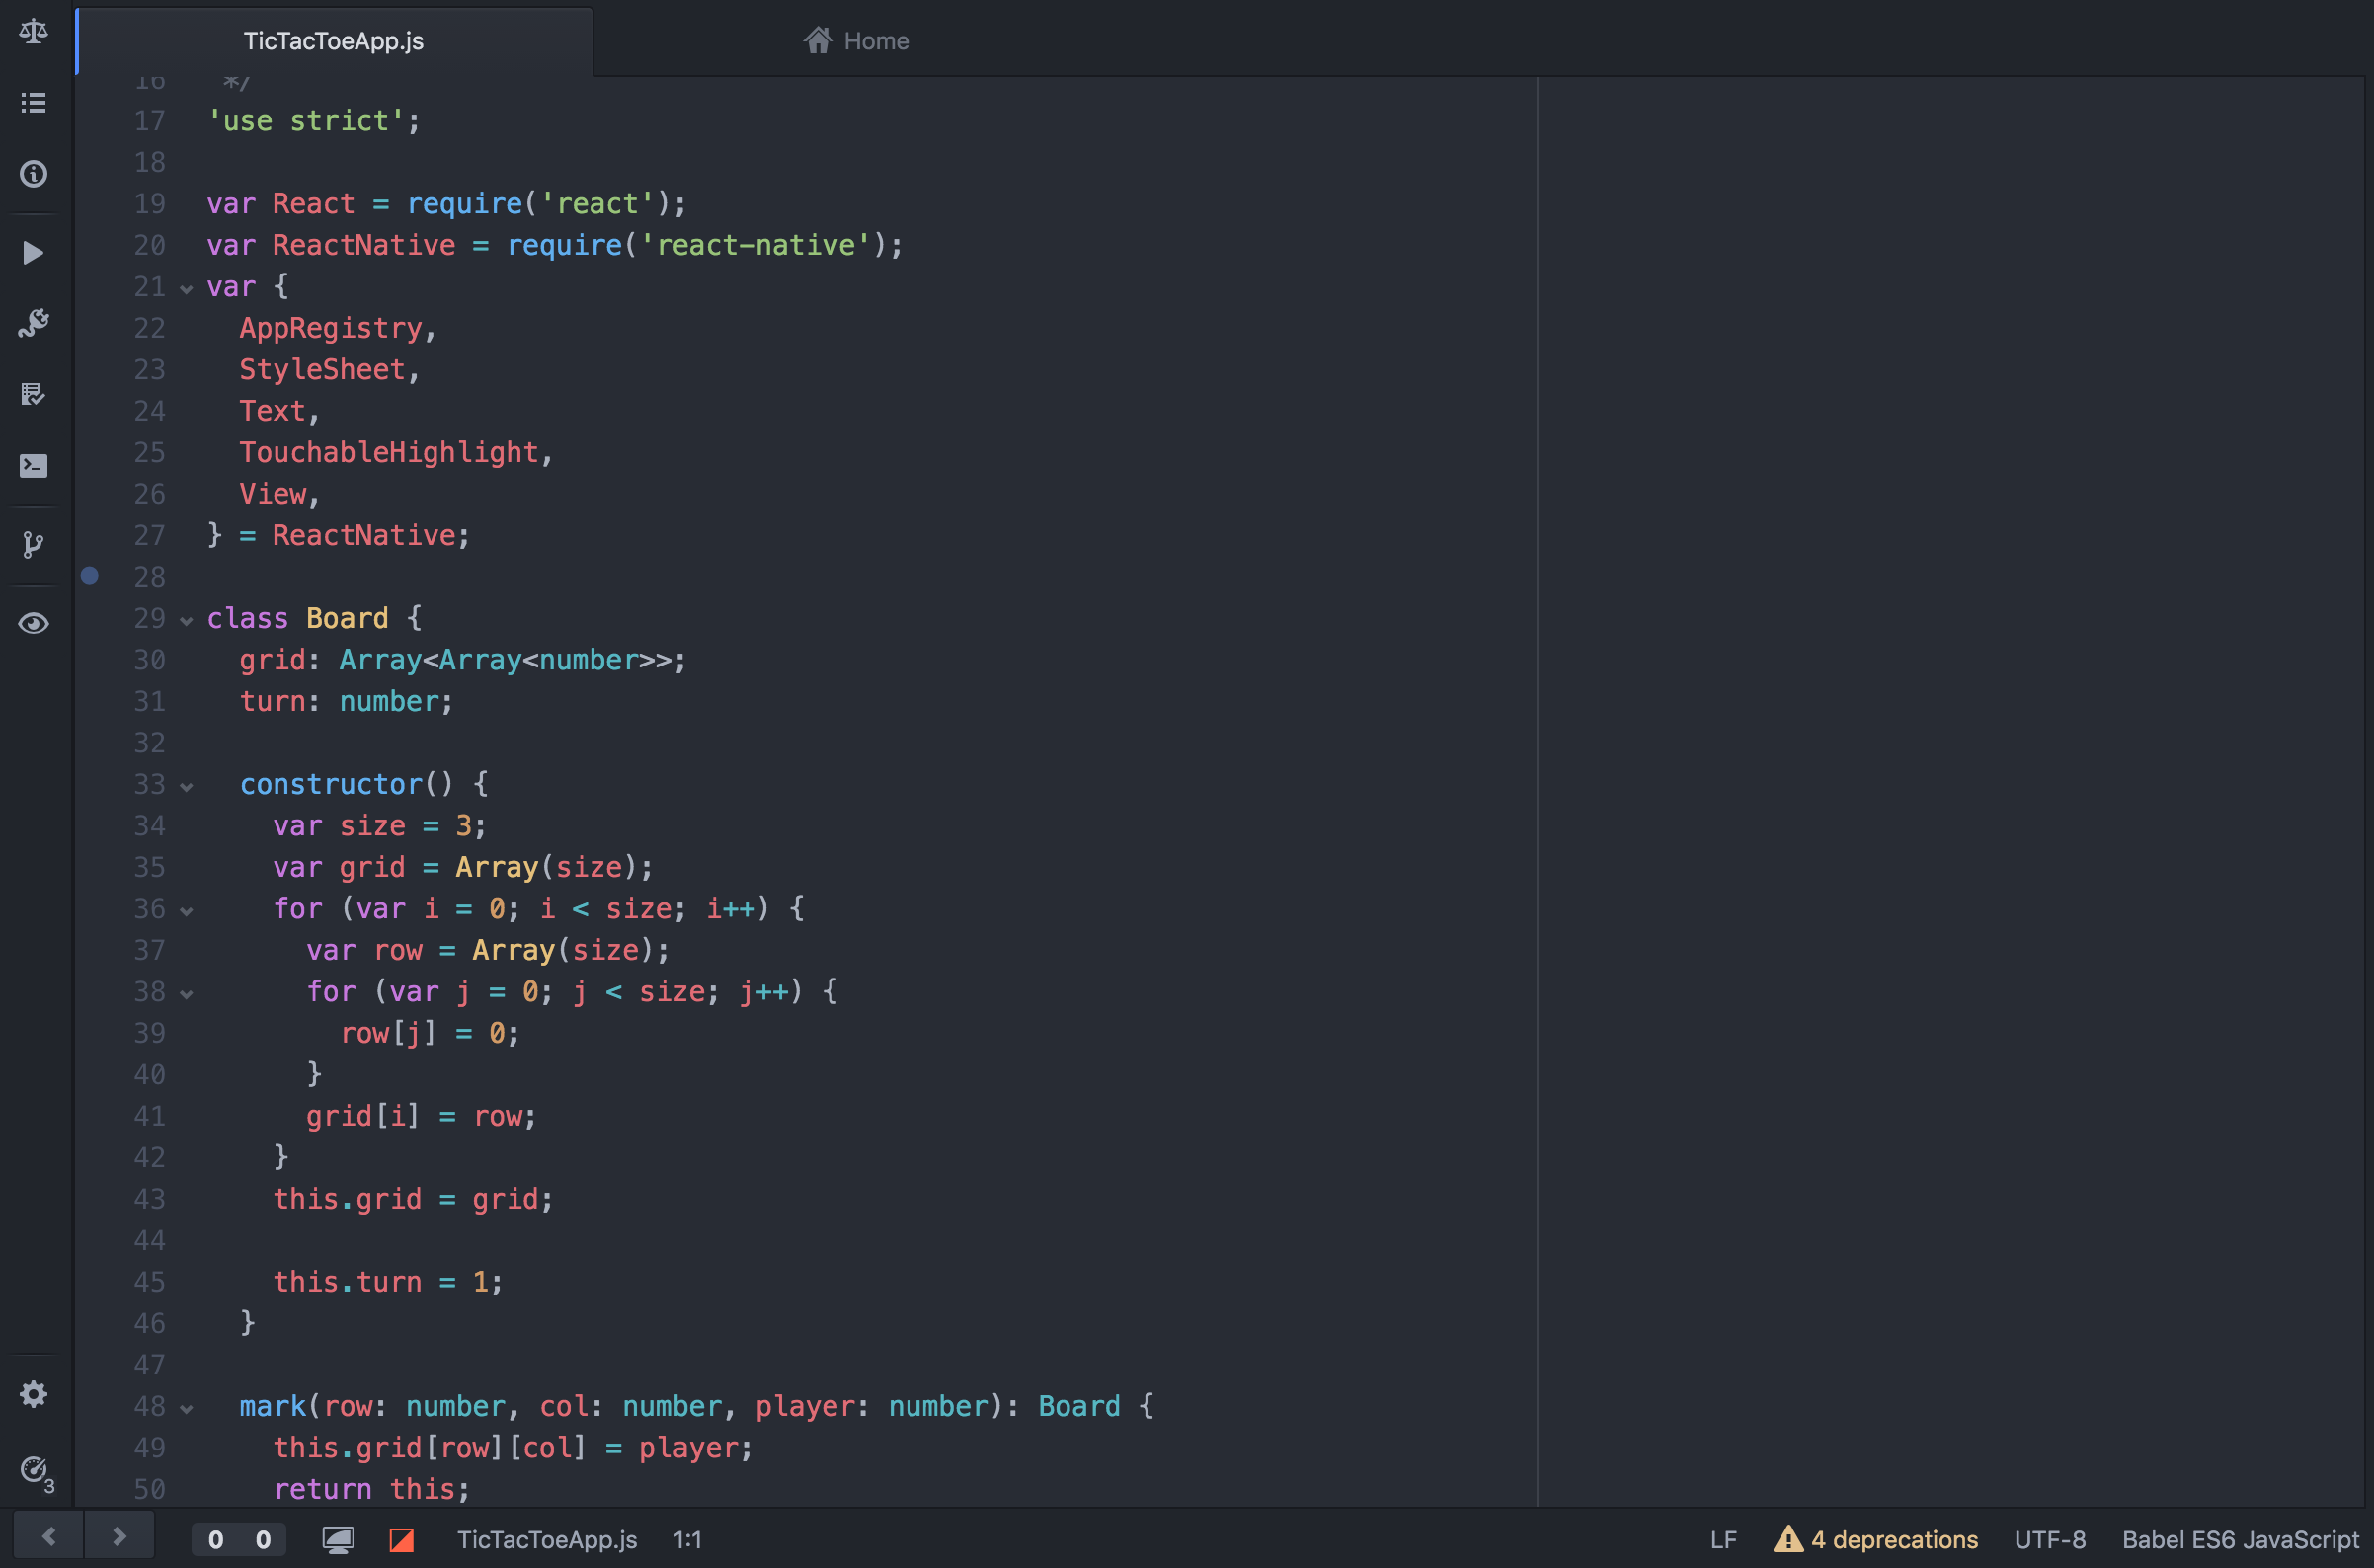 TicTacToeApp.js
Home
16 */
17 'use strict';
18
19 var React = require('react');
20 var ReactNative = require('react-native');
21 var {
22   AppRegistry,
23   StyleSheet,
24   Text,
25   TouchableHighlight,
26   View,
27 } = ReactNative;
28
29 class Board {
30   grid: Array<Array<number>>;
31   turn: number;
32
33   constructor() {
34     var size = 3;
35     var grid = Array(size);
36     for (var i = 0; i < size; i++) {
37       var row = Array(size);
38       for (var j = 0; j < size; j++) {
39         row[j] = 0;
40       }
41       grid[i] = row;
42     }
43     this.grid = grid;
44
45     this.turn = 1;
46   }
47
48   mark(row: number, col: number, player: number): Board {
49     this.grid[row][col] = player;
50     return this;
3
0 0 TicTacToeApp.js 1:1 LF 4 deprecations UTF-8 Babel ES6 JavaScript